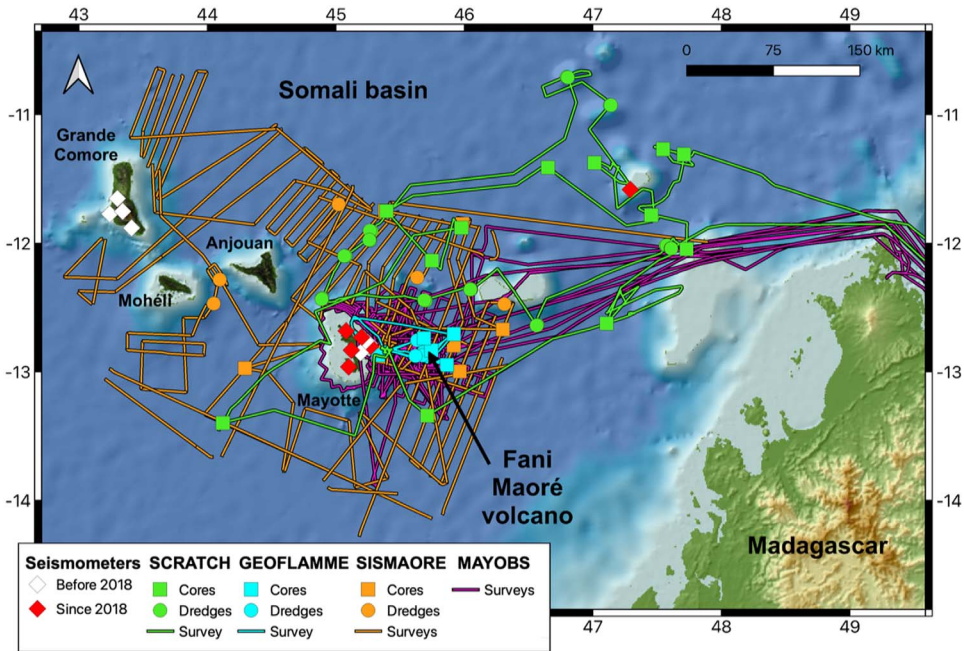 43 44 45 46 47 48 49
0 75 150 km
Somali basin
-11 -11
Grande
Comore
Anjouan
-12 -12
Mohéli
-13 -13
Mayotte
Fani
Maoré
volcano
-14 -14
Madagascar
Seismometers SCRATCH GEOFLAMME SISMAORE MAYOBS
Before 2018 Cores Cores Cores Surveys
Since 2018 Dredges Dredges Dredges
Survey Survey Surveys
47 48 49